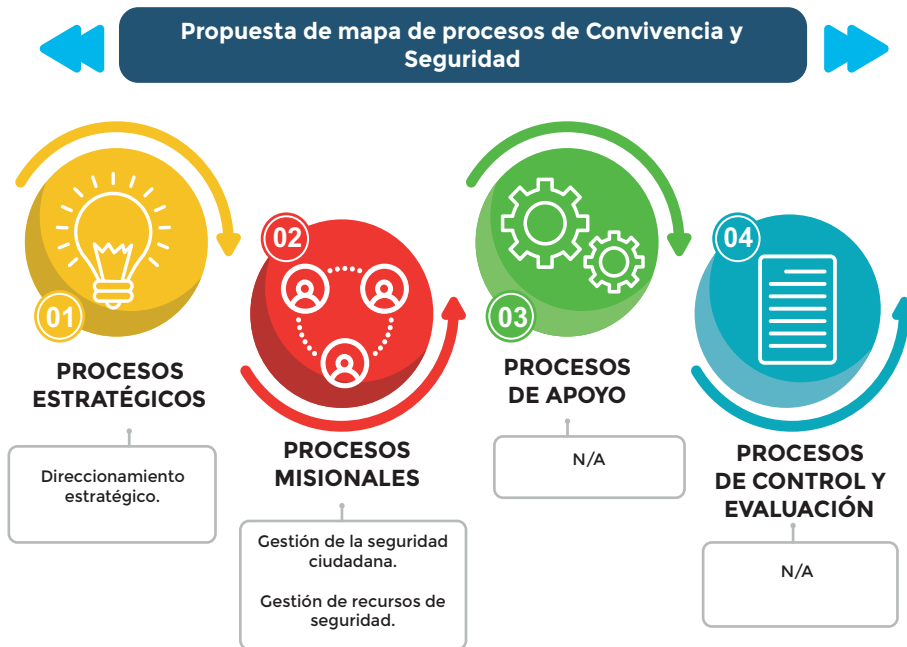 Propuesta de mapa de procesos de Convivencia y
Seguridad
01
PROCESOS
ESTRATÉGICOS
Direccionamiento
estratégico.
02
PROCESOS
MISIONALES
Gestión de la seguridad
ciudadana.
Gestión de recursos de
seguridad.
03
PROCESOS
DE APOYO
N/A
04
PROCESOS
DE CONTROL Y
EVALUACIÓN
N/A